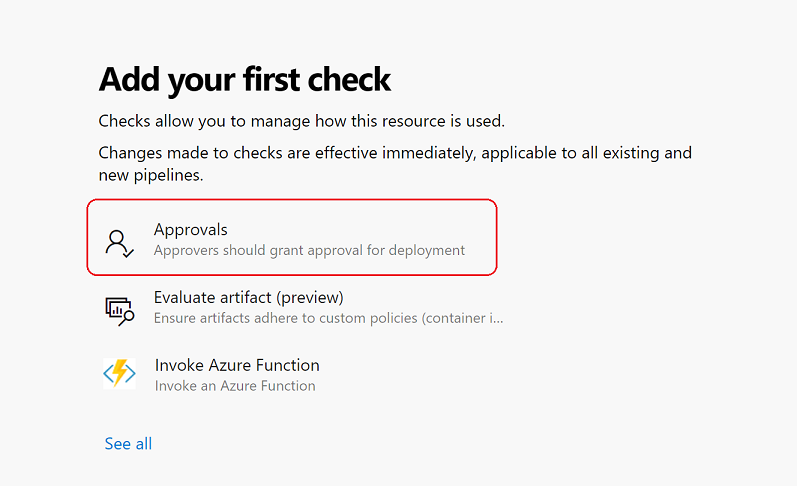 Add your first check
Checks allow you to manage how this resource is used.
Changes made to checks are effective immediately, applicable to all existing and
new pipelines.
Approvals
Approvers should grant approval for deployment
Evaluate artifact (preview)
Ensure artifacts adhere to custom policies (container i...
Invoke Azure Function
Invoke an Azure Function
See all